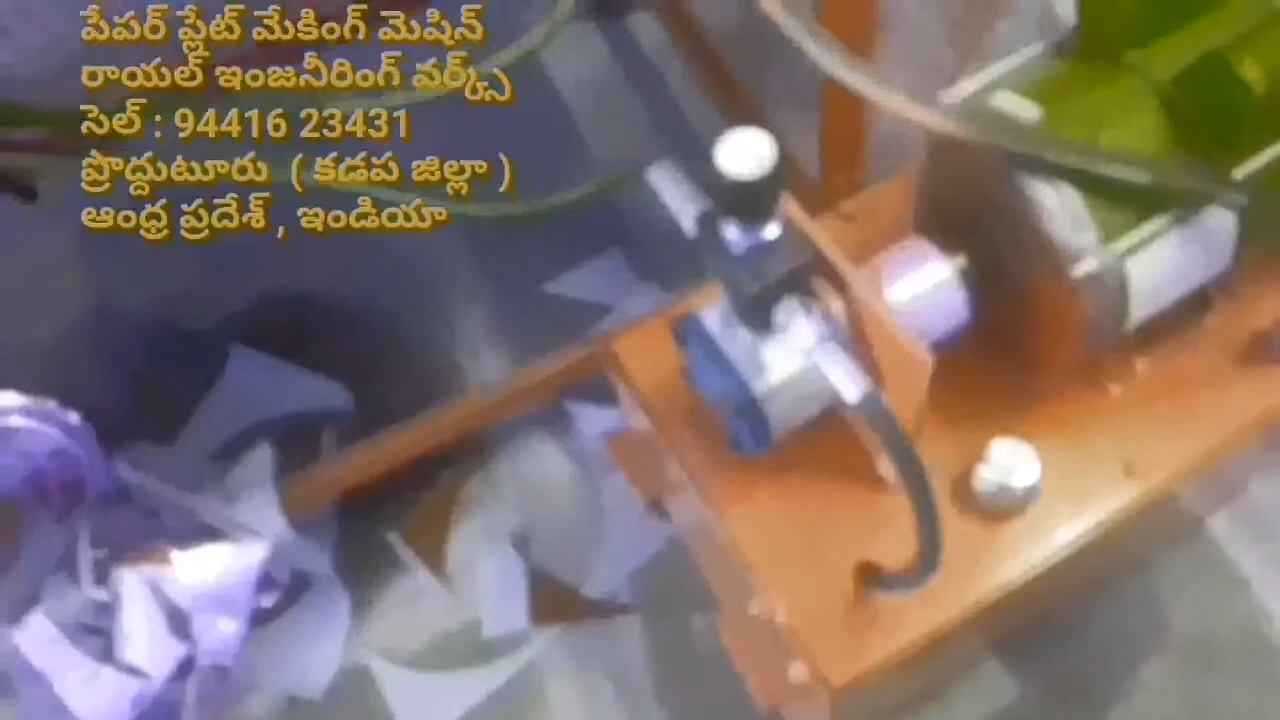 పేపర్ ప్లేట్ మేకింగ్ మెషిన్
రాయల్ ఇంజనీరింగ్ వర్క్స్
సెల్ : 94416 23431
ప్రొద్దుటూరు ( కడప జిల్లా )
ఆంధ్ర ప్రదేశ్ , ఇండియా